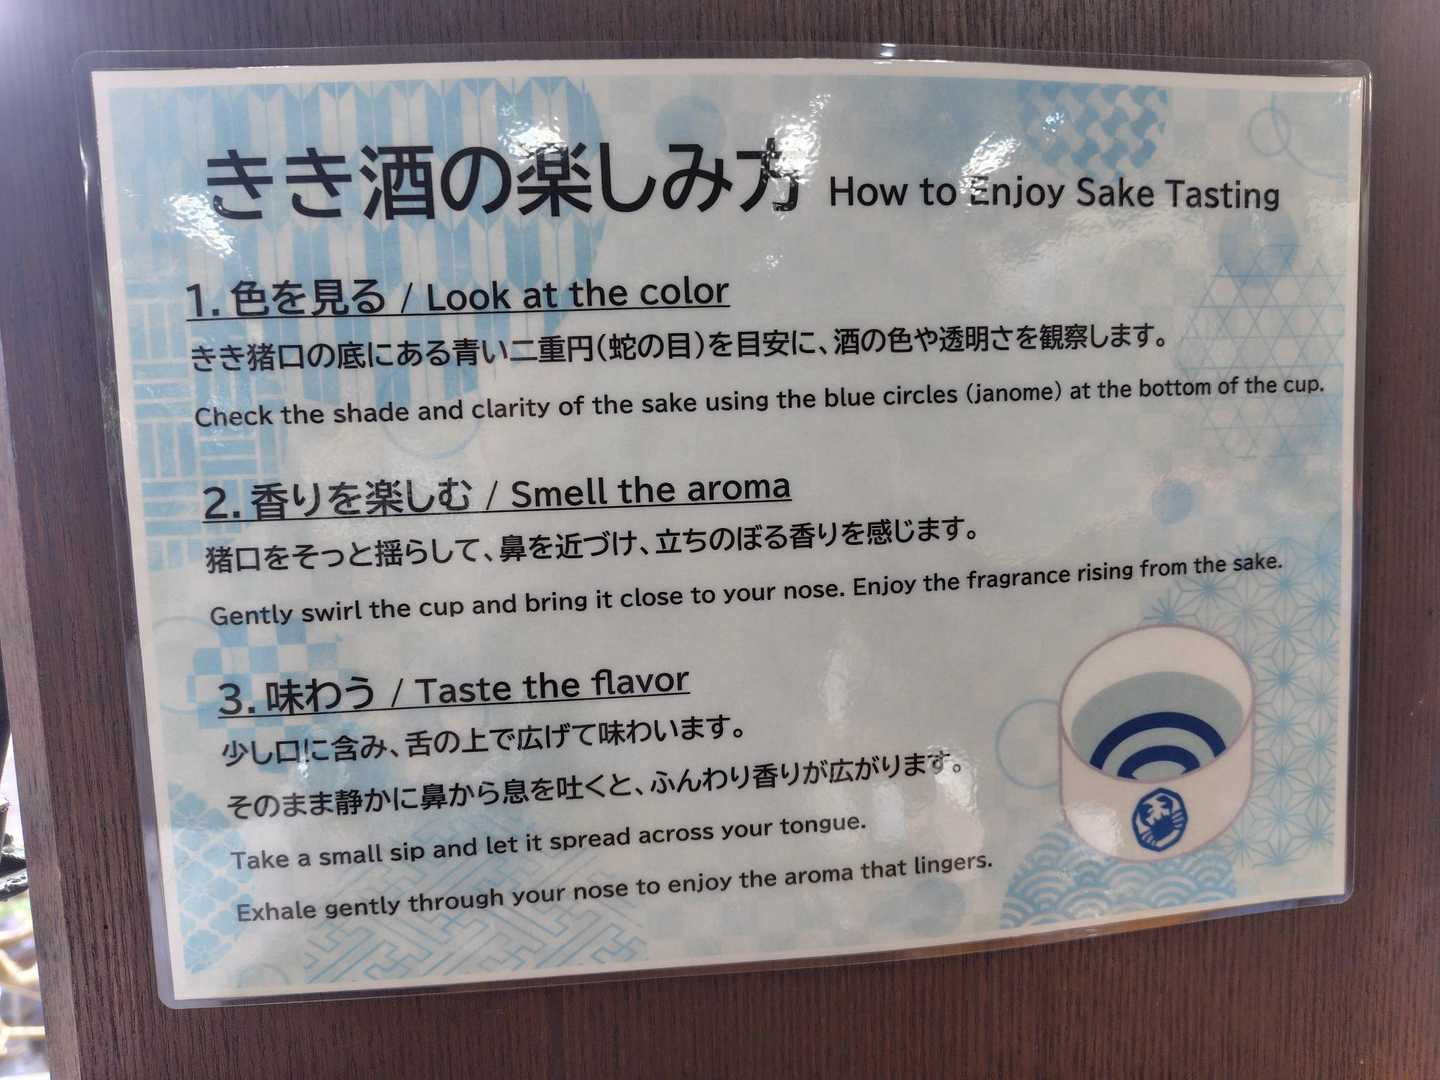 きき酒の楽しみ方 How to Enjoy Sake Tasting
1. 色を見る / Look at the color
きき猪口の底にある青い二重円(蛇の目)を目安に、酒の色や透明さを観察します。
Check the shade and clarity of the sake using the blue circles (janome) at the bottom of the cup.
2. 香りを楽しむ / Smell the aroma
猪口をそっと揺らして、鼻を近づけ、立ちのぼる香りを感じます。
Gently swirl the cup and bring it close to your nose. Enjoy the fragrance rising from the sake.
3. 味わう / Taste the flavor
少し口に含み、舌の上で広げて味わいます。
そのまま静かに鼻から息を吐くと、ふんわり香りが広がります。
Take a small sip and let it spread across your tongue.
Exhale gently through your nose to enjoy the aroma that lingers.